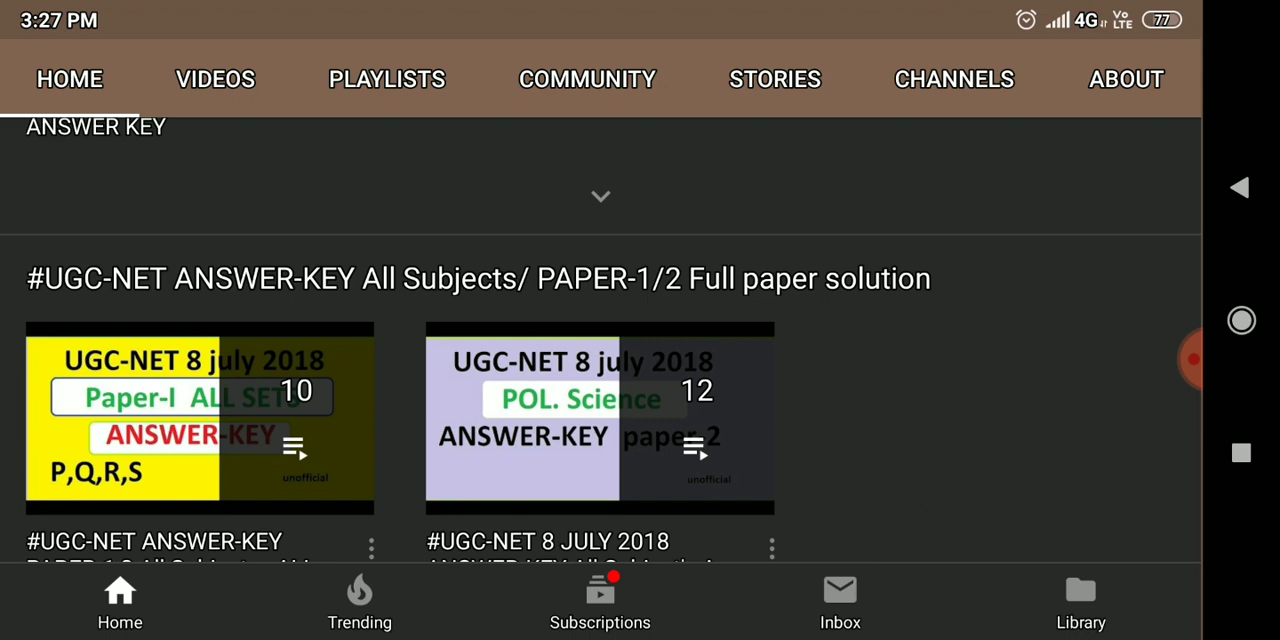 3:27 PM
4G Vo LTE 77
HOME VIDEOS PLAYLISTS COMMUNITY STORIES CHANNELS ABOUT
ANSWER KEY
#UGC-NET ANSWER-KEY All Subjects/ PAPER-1/2 Full paper solution
UGC-NET 8 july 2018
Paper-I ALL SETS
10
ANSWER-KEY
P,Q,R,S
unofficial
UGC-NET 8 july 2018
POL. Science
12
ANSWER-KEY paper-2
unofficial
#UGC-NET ANSWER-KEY
#UGC-NET 8 JULY 2018
Home Trending Subscriptions Inbox Library